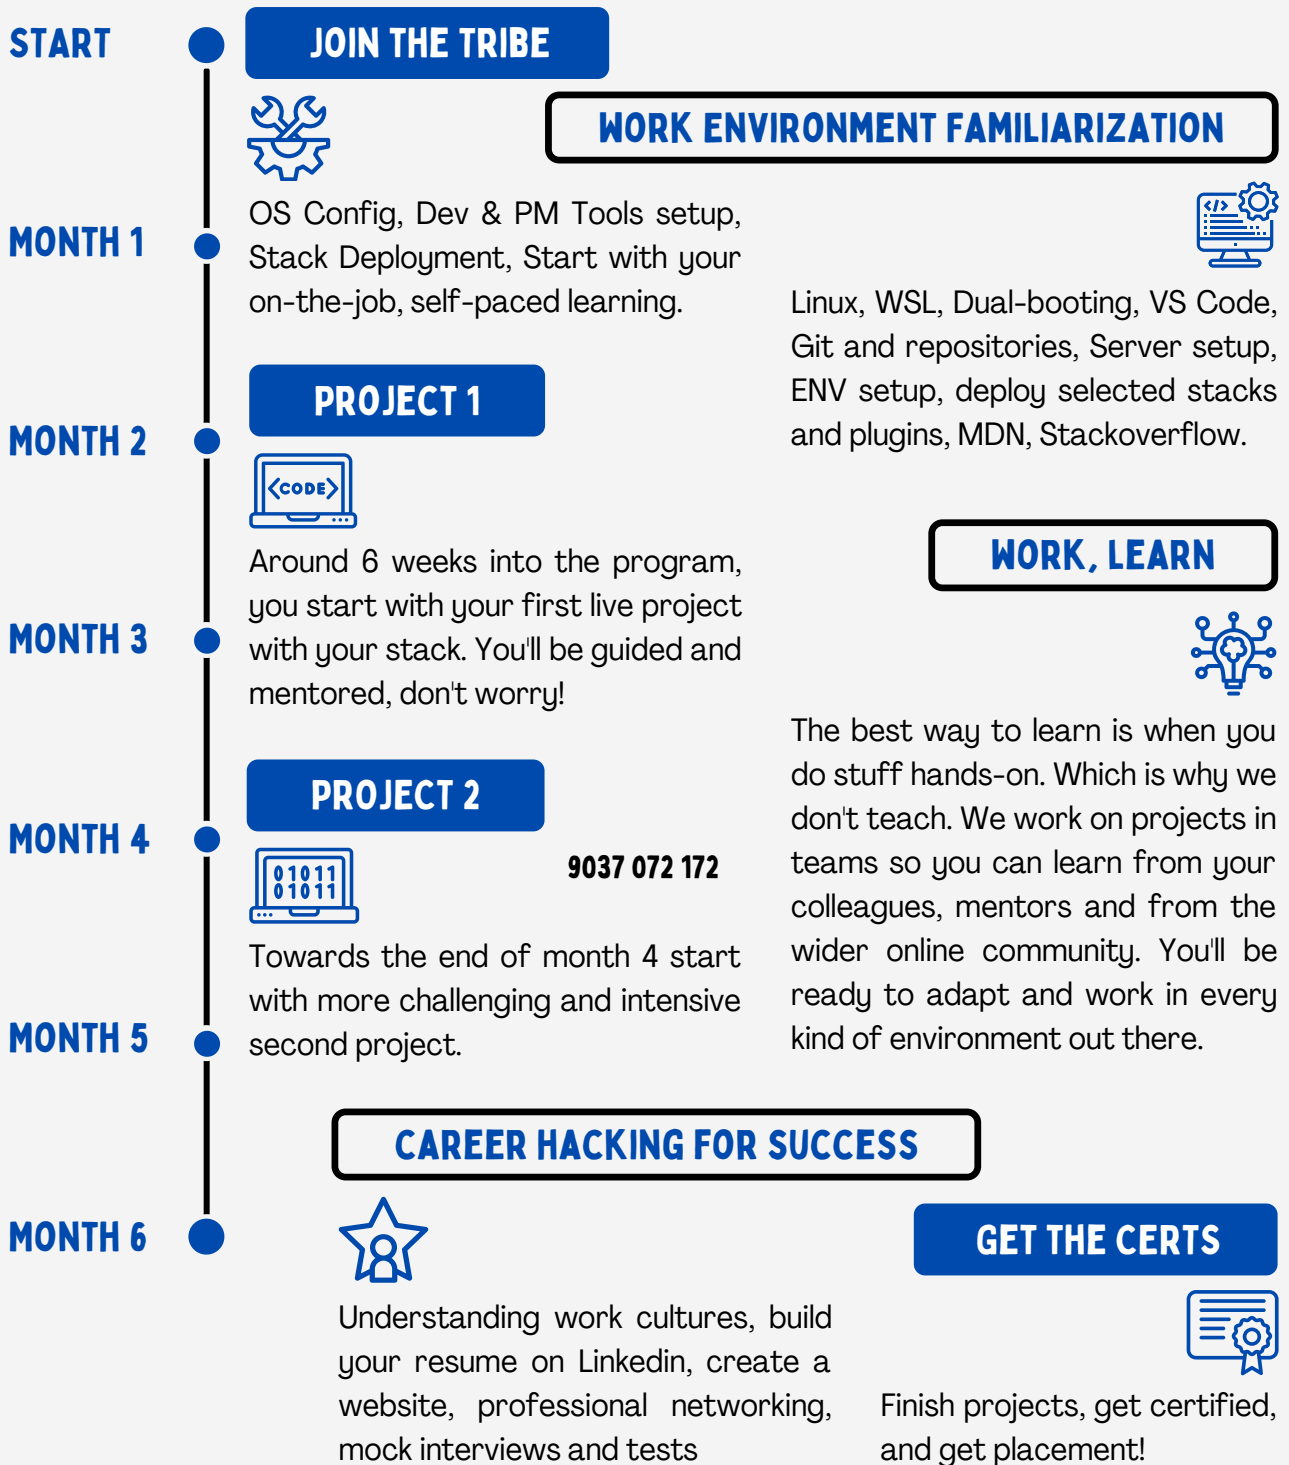 START
JOIN THE TRIBE
WORK ENVIRONMENT FAMILIARIZATION
MONTH 1
OS Config, Dev & PM Tools setup,
Stack Deployment, Start with your
on-the-job, self-paced learning.
</>
Linux, WSL, Dual-booting, VS Code,
Git and repositories, Server setup,
ENV setup, deploy selected stacks
and plugins, MDN, Stackoverflow.
PROJECT 1
MONTH 2
<CODE>
Around 6 weeks into the program,
you start with your first live project
with your stack. You'll be guided and
mentored, don't worry!
MONTH 3
WORK, LEARN
The best way to learn is when you
do stuff hands-on. Which is why we
don't teach. We work on projects in
teams so you can learn from your
colleagues, mentors and from the
wider online community. You'll be
ready to adapt and work in every
kind of environment out there.
PROJECT 2
MONTH 4
01011
01011
9037 072 172
Towards the end of month 4 start
with more challenging and intensive
second project.
MONTH 5
CAREER HACKING FOR SUCCESS
MONTH 6
Understanding work cultures, build
your resume on Linkedin, create a
website, professional networking,
mock interviews and tests
GET THE CERTS
Finish projects, get certified,
and get placement!